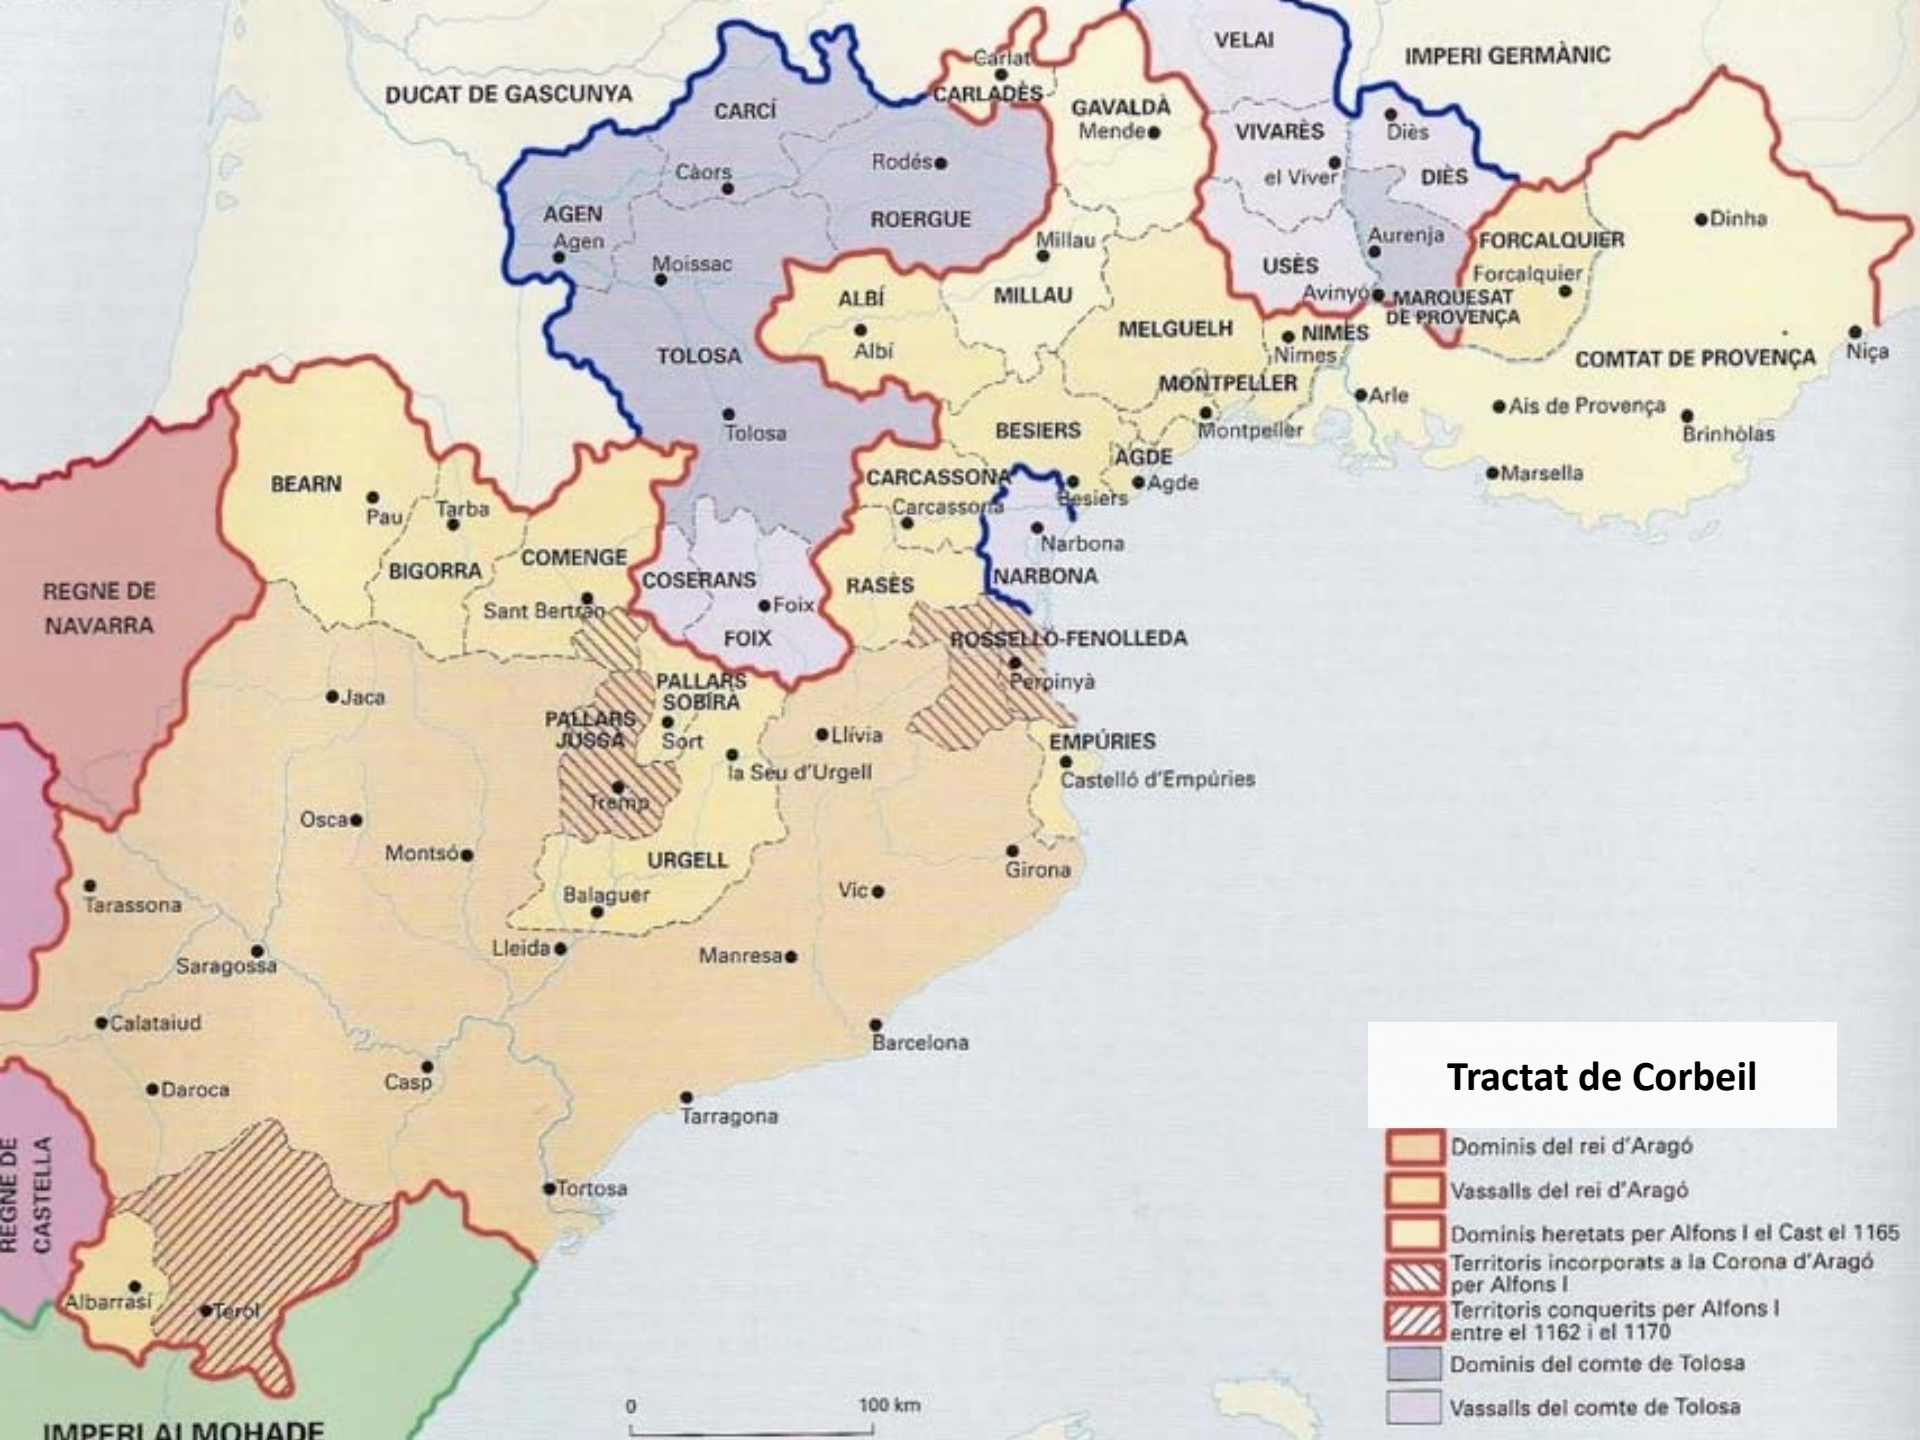 VELAI
IMPERI GERMÀNIC
DUCAT DE GASCUNYA
Carlat
CARLADÈS
CARCÍ
GAVALDÀ
Mende
VIVARÈS
Diès
Rodés
Càors
el Viver
DIÈS
AGEN
Agen
ROERGUE
Millau
Aurenja
Dinha
FORCALQUIER
Forcalquier
Moissac
USÈS
Avinyó
ALBÍ
MILLAU
MARQUESAT
DE PROVENÇA
Albí
MELGUELH
NIMES
Nimes
TOLOSA
COMTAT DE PROVENÇA
Niça
MONTPELLER
Arle
Ais de Provença
Tolosa
BESIERS
Montpeller
Brinhòlas
AGDE
Agde
Marsella
BEARN
Pau
Tarba
CARCASSONA
Carcassona
Besiers
Narbona
COMENGE
BIGORRA
COSERANS
RASÈS
NARBONA
REGNE DE
NAVARRA
Sant Bertran
Foix
FOIX
ROSSELLÓ-FENOLLEDA
Perpinyà
Jaca
PALLARS
SOBIRÀ
PALLARS
JUSSÀ
Sort
Llívia
EMPÚRIES
la Seu d'Urgell
Castelló d'Empúries
Tremp
Osca
Montsó
URGELL
Girona
Tarassona
Balaguer
Vic
Lleida
Manresa
Saragossa
Calataiud
Barcelona
Casp
Daroca
Tarragona
REGNE DE
CASTELLA
Tortosa
Albarrasí
Terol
IMPERI ALMOHADE
Tractat de Corbeil
Dominis del rei d'Aragó
Vassalls del rei d'Aragó
Dominis heretats per Alfons I el Cast el 1165
Territoris incorporats a la Corona d'Aragó
per Alfons I
Territoris conquerits per Alfons I
entre el 1162 i el 1170
Dominis del comte de Tolosa
Vassalls del comte de Tolosa
0 100 km